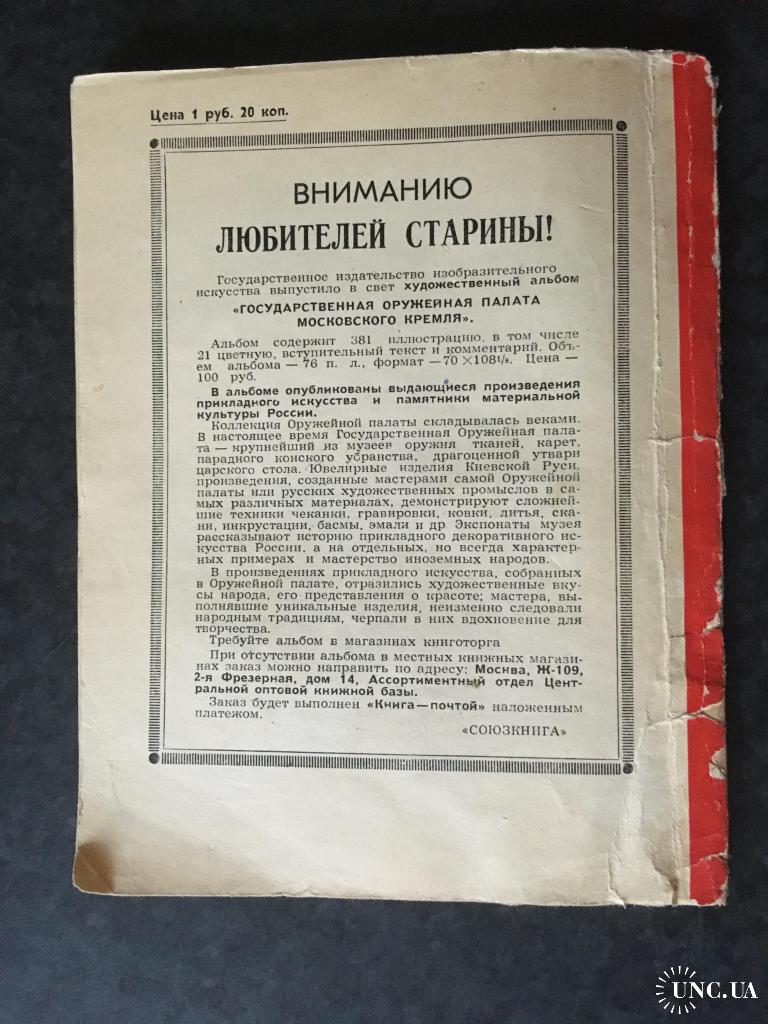 Цена 1 руб. 20 коп.
ВНИМАНИЮ
ЛЮБИТЕЛЕЙ СТАРИНЫ!
Государственное издательство изобразительного
искусства выпустило в свет художественный альбом
«ГОСУДАРСТВЕННАЯ ОРУЖЕЙНАЯ ПАЛАТА
МОСКОВСКОГО КРЕМЛЯ».
Альбом содержит 381 иллюстрацию, в том числе
21 цветную, вступительный текст и комментарий. Объ-
ем альбома — 76 п. л., формат — 70×108¹/₈. Цена —
100 руб.
В альбоме опубликованы выдающиеся произведения
прикладного искусства и памятники материальной
культуры России.
Коллекция Оружейной палаты складывалась веками.
В настоящее время Государственная Оружейная пала-
та — крупнейший из музеев оружия тканей, карет,
парадного конского убранства, драгоценной утвари
царского стола. Ювелирные изделия Киевской Руси,
произведения, созданные мастерами самой Оружейной
палаты или русских художественных промыслов в са-
мых различных материалах, демонстрируют сложней-
шие техники чеканки, гравировки, ковки, литья, ска-
ни, инкрустации, басмы, эмали и др Экспонаты музея
рассказывают историю прикладного декоративного ис-
кусства России, а на отдельных, но всегда характер-
ных примерах и мастерство иноземных народов.
В произведениях прикладного искусства, собранных
в Оружейной палате, отразились художественные вку-
сы народа, его представления о красоте; мастера, вы-
полнявшие уникальные изделия, неизменно следовали
народным традициям, черпали в них вдохновение для
творчества.
Требуйте альбом в магазинах книготорга
При отсутствии альбома в местных книжных магази-
нах заказ можно направить по адресу: Москва, Ж-109,
2-я Фрезерная, дом 14, Ассортиментный отдел Цент-
ральной оптовой книжной базы.
Заказ будет выполнен «Книга — почтой» наложенным
платежом.
«СОЮЗКНИГА»
UNC.UA